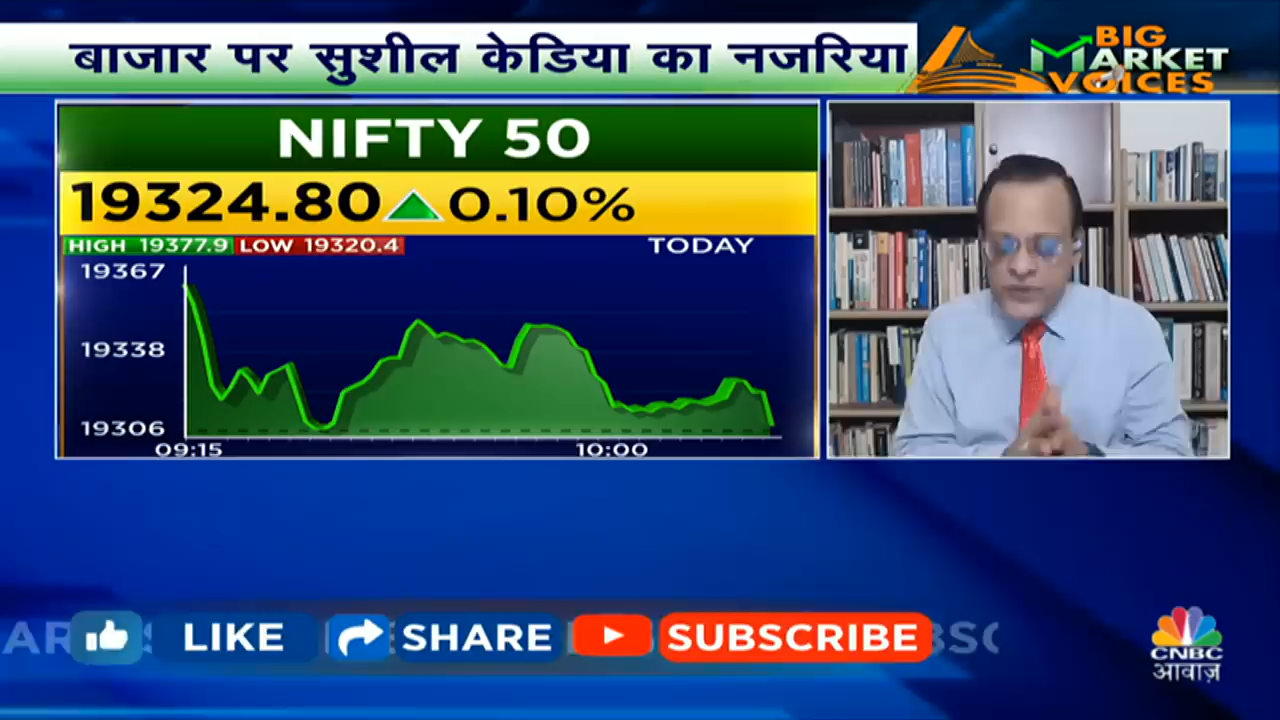 बाजार पर सुशील केडिया का नजरिया
BIG
MARKET
VOICES
NIFTY 50
19324.80 0.10%
HIGH 19377.9 LOW 19320.4 TODAY
19367
19338
19306
09:15 10:00
LIKE SHARE SUBSCRIBE
CNBC
आवाज़